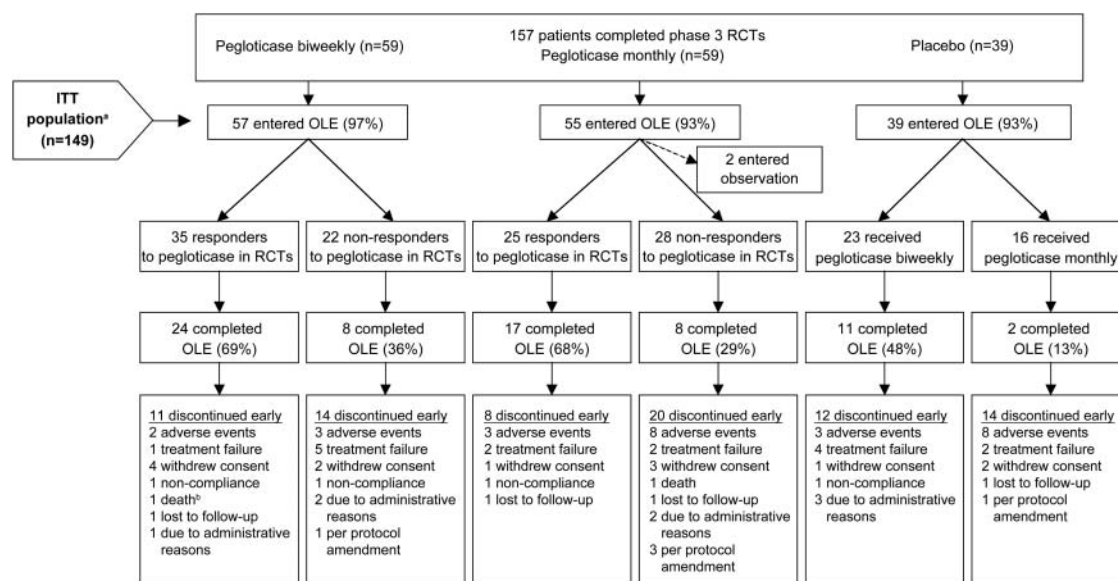 157 patients completed phase 3 RCTs
Pegloticase biweekly (n=59)
Pegloticase monthly (n=59)
Placebo (n=39)
ITT
populationᵃ
(n=149)
57 entered OLE (97%)
55 entered OLE (93%)
39 entered OLE (93%)
2 entered
observation
35 responders
to pegloticase in RCTs
22 non-responders
to pegloticase in RCTs
25 responders
to pegloticase in RCTs
28 non-responders
to pegloticase in RCTs
23 received
pegloticase biweekly
16 received
pegloticase monthly
24 completed
OLE (69%)
8 completed
OLE (36%)
17 completed
OLE (68%)
8 completed
OLE (29%)
11 completed
OLE (48%)
2 completed
OLE (13%)
11 discontinued early
2 adverse events
1 treatment failure
4 withdrew consent
1 non-compliance
1 deathᵇ
1 lost to follow-up
1 due to administrative
reasons
14 discontinued early
3 adverse events
5 treatment failure
2 withdrew consent
1 non-compliance
2 due to administrative
reasons
1 per protocol
amendment
8 discontinued early
3 adverse events
2 treatment failure
1 withdrew consent
1 non-compliance
1 lost to follow-up
20 discontinued early
8 adverse events
2 treatment failure
3 withdrew consent
1 death
1 lost to follow-up
2 due to administrative
reasons
3 per protocol
amendment
12 discontinued early
3 adverse events
4 treatment failure
1 withdrew consent
1 non-compliance
3 due to administrative
reasons
14 discontinued early
8 adverse events
2 treatment failure
2 withdrew consent
1 lost to follow-up
1 per protocol
amendment